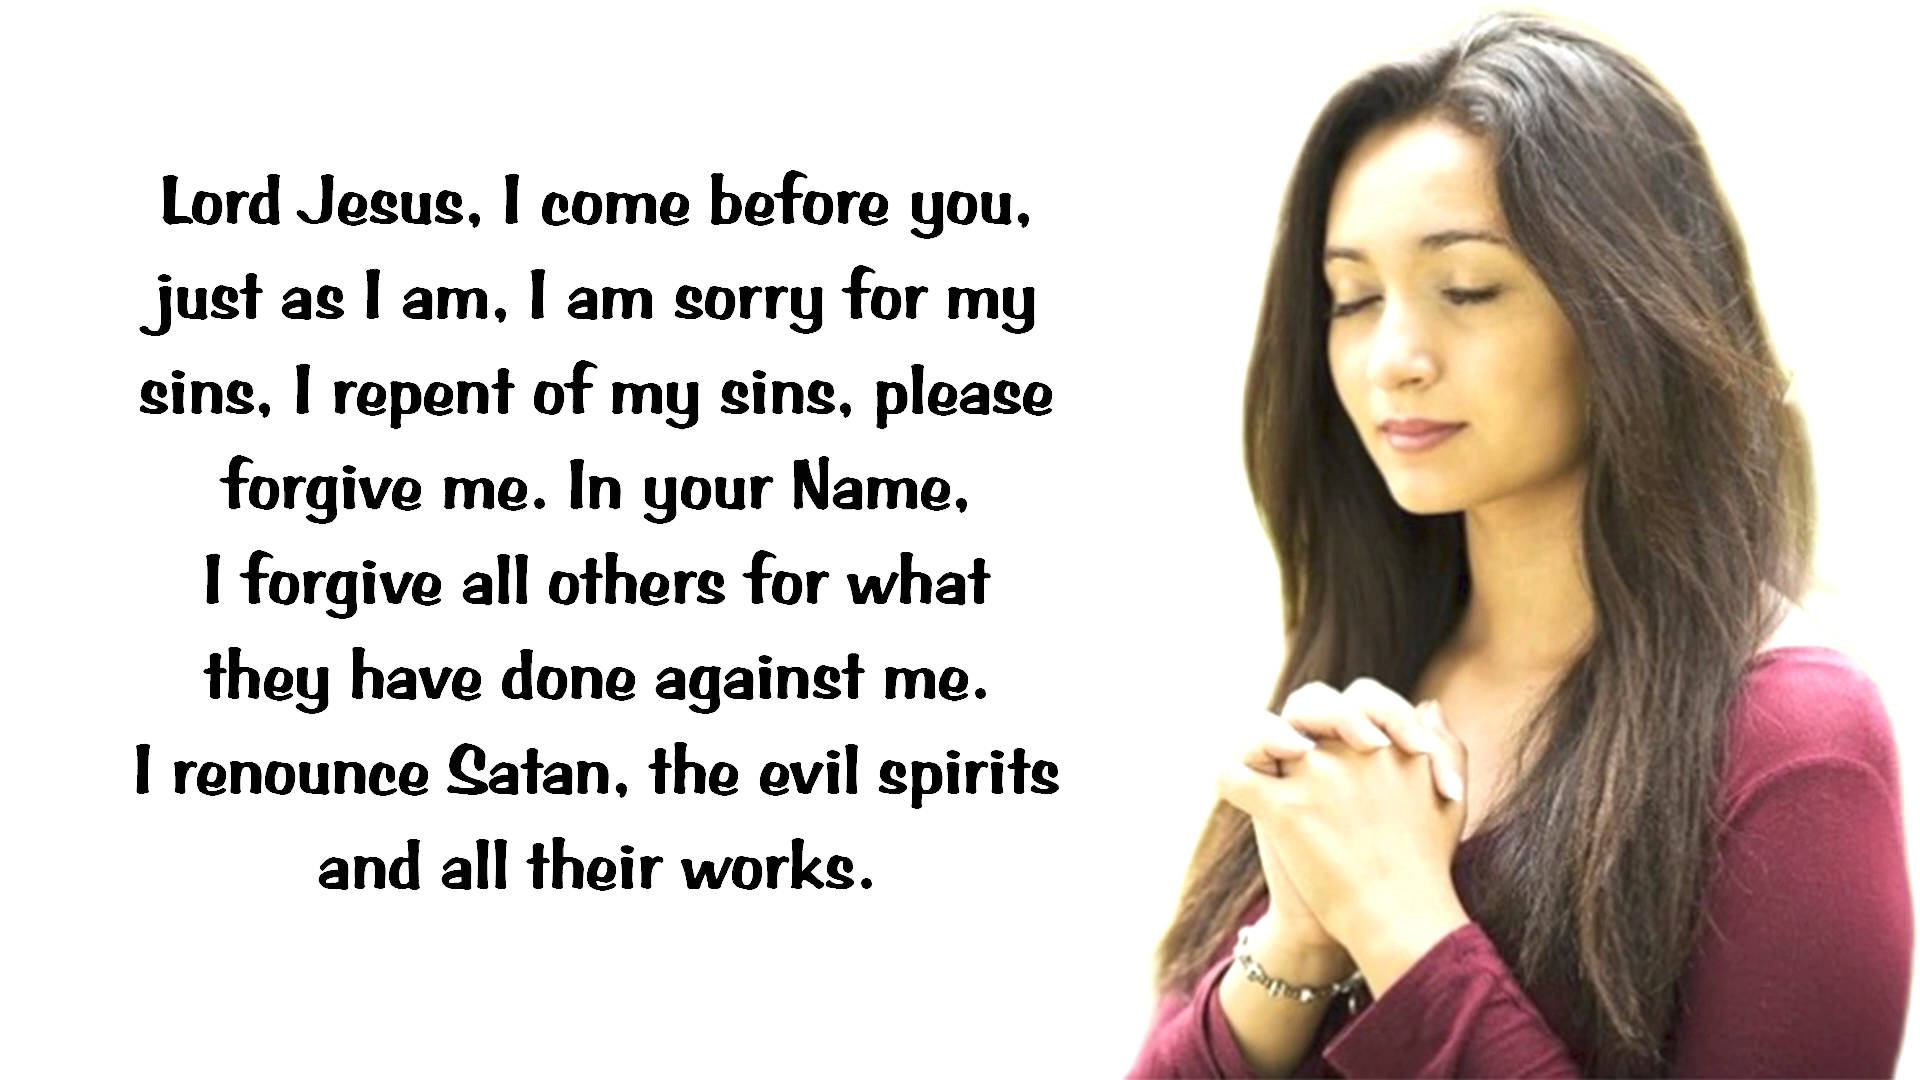 Lord Jesus, I come before you,
just as I am, I am sorry for my
sins, I repent of my sins, please
forgive me. In your Name,
I forgive all others for what
they have done against me.
I renounce Satan, the evil spirits
and all their works.